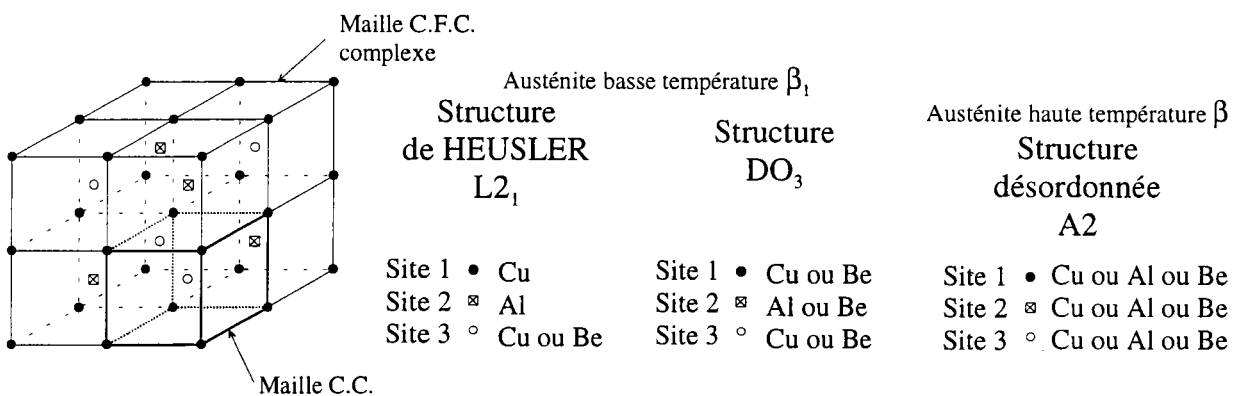 Maille C.F.C.
complexe
Austénite basse température β₁
Structure
de HEUSLER
L2₁
Structure
DO₃
Austénite haute température β
Structure
désordonnée
A2
Site 1 ● Cu
Site 2 ⊠ Al
Site 3 ○ Cu ou Be
Site 1 ● Cu ou Be
Site 2 ⊠ Al ou Be
Site 3 ○ Cu ou Be
Site 1 ● Cu ou Al ou Be
Site 2 ⊠ Cu ou Al ou Be
Site 3 ○ Cu ou Al ou Be
Maille C.C.